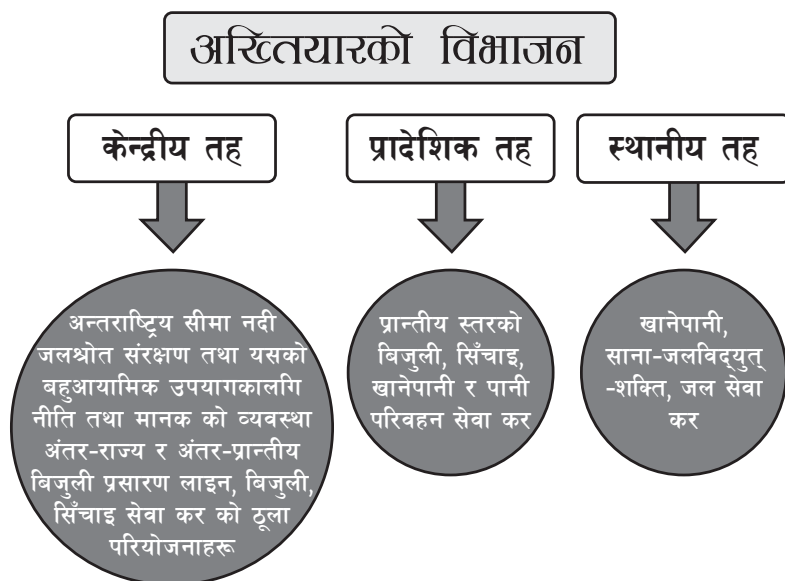 अख्तियारको विभाजन
केन्द्रीय तह
प्रादेशिक तह
स्थानीय तह
अन्तराष्ट्रिय सीमा नदी
जलश्रोत संरक्षण तथा यसको
बहुआयामिक उपयागकालगि
नीति तथा मानक को व्यवस्था
अंतर-राज्य र अंतर-प्रान्तीय
बिजुली प्रसारण लाइन, बिजुली,
सिँचाइ सेवा कर को ठूला
परियोजनाहरू
प्रान्तीय स्तरको
बिजुली, सिँचाइ,
खानेपानी र पानी
परिवहन सेवा कर
खानेपानी,
साना-जलविद्‌युत्
-शक्ति, जल सेवा
कर